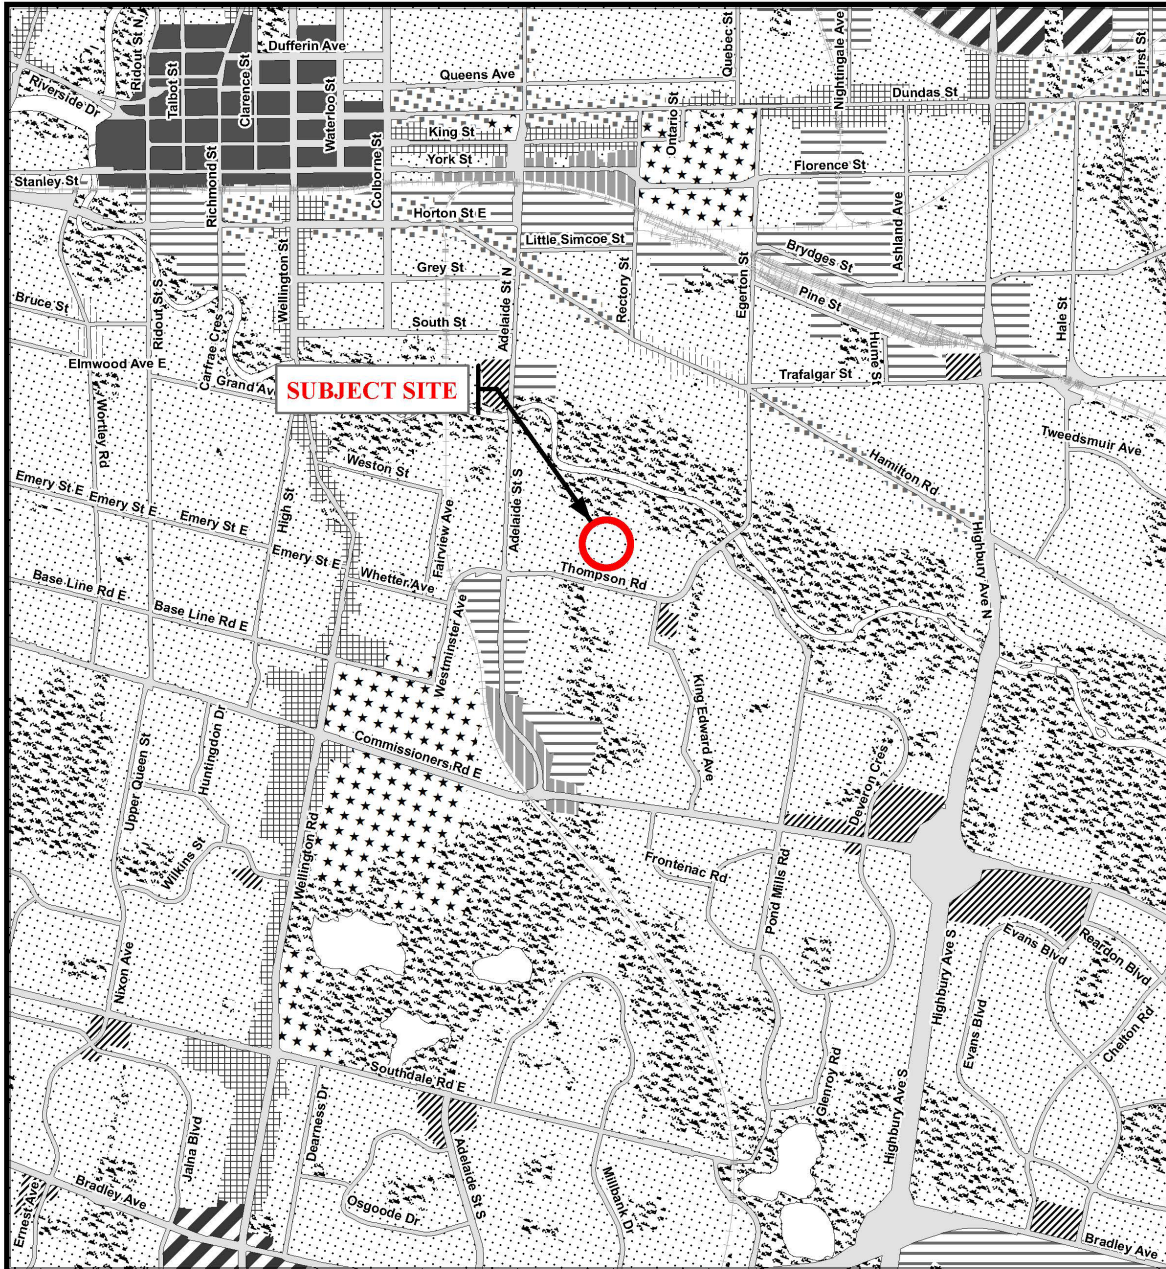 Ridout St N
Talbot St
Clarence St
Dufferin Ave
Waterloo St
Queens Ave
Quebec St
Nightingale Ave
First St
Riverside Dr
Dundas St
King St
Ontario St
York St
Florence St
Stanley St
Richmond St
Colborne St
Horton St E
Little Simcoe St
Ashland Ave
Brydges St
Wellington St
Grey St
Adelaide St N
Rectory St
Egerton St
Pine St
Hale St
Bruce St
Ridout St S
Carfrae Cres
South St
Hume St
Elmwood Ave E
Grand Ave
SUBJECT SITE
Trafalgar St
Wortley Rd
Tweedsmuir Ave
Weston St
Hamilton Rd
Emery St E
Emery St E
Emery St E
High St
Fairview Ave
Adelaide St S
Emery St E
Whetter Ave
Thompson Rd
Highbury Ave N
Base Line Rd E
Base Line Rd E
Westminster Ave
King Edward Ave
Huntingdon Dr
Upper Queen St
Commissioners Rd E
Deveron Cres
Wilkins St
Wellington Rd
Frontenac Rd
Pond Mills Rd
Nixon Ave
Highbury Ave S
Evans Blvd
Reardon Blvd
Evans Blvd
Chelton Rd
Southdale Rd E
Glenroy Rd
Jalna Blvd
Dearness Dr
Adelaide St S
Highbury Ave S
Ernest Ave
Bradley Ave
Osgoode Dr
Millbank Dr
Bradley Ave